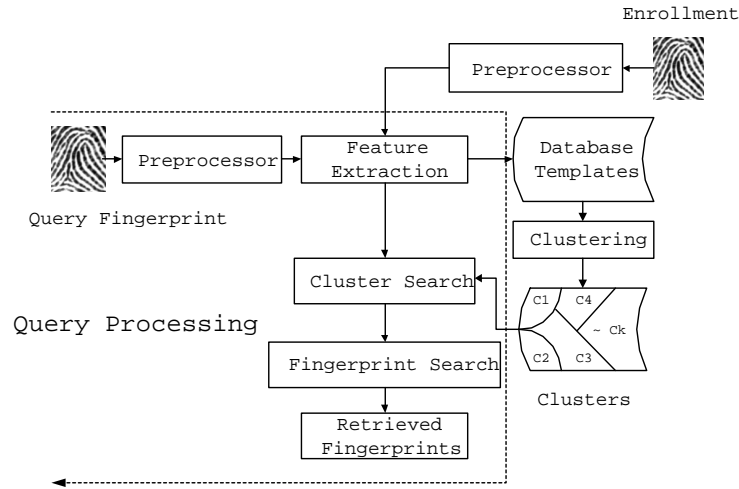 Enrollment
Preprocessor
Preprocessor
Feature
Extraction
Database
Templates
Query Fingerprint
Clustering
Cluster Search
C1
C4
~ Ck
C2
C3
Query Processing
Fingerprint Search
Clusters
Retrieved
Fingerprints